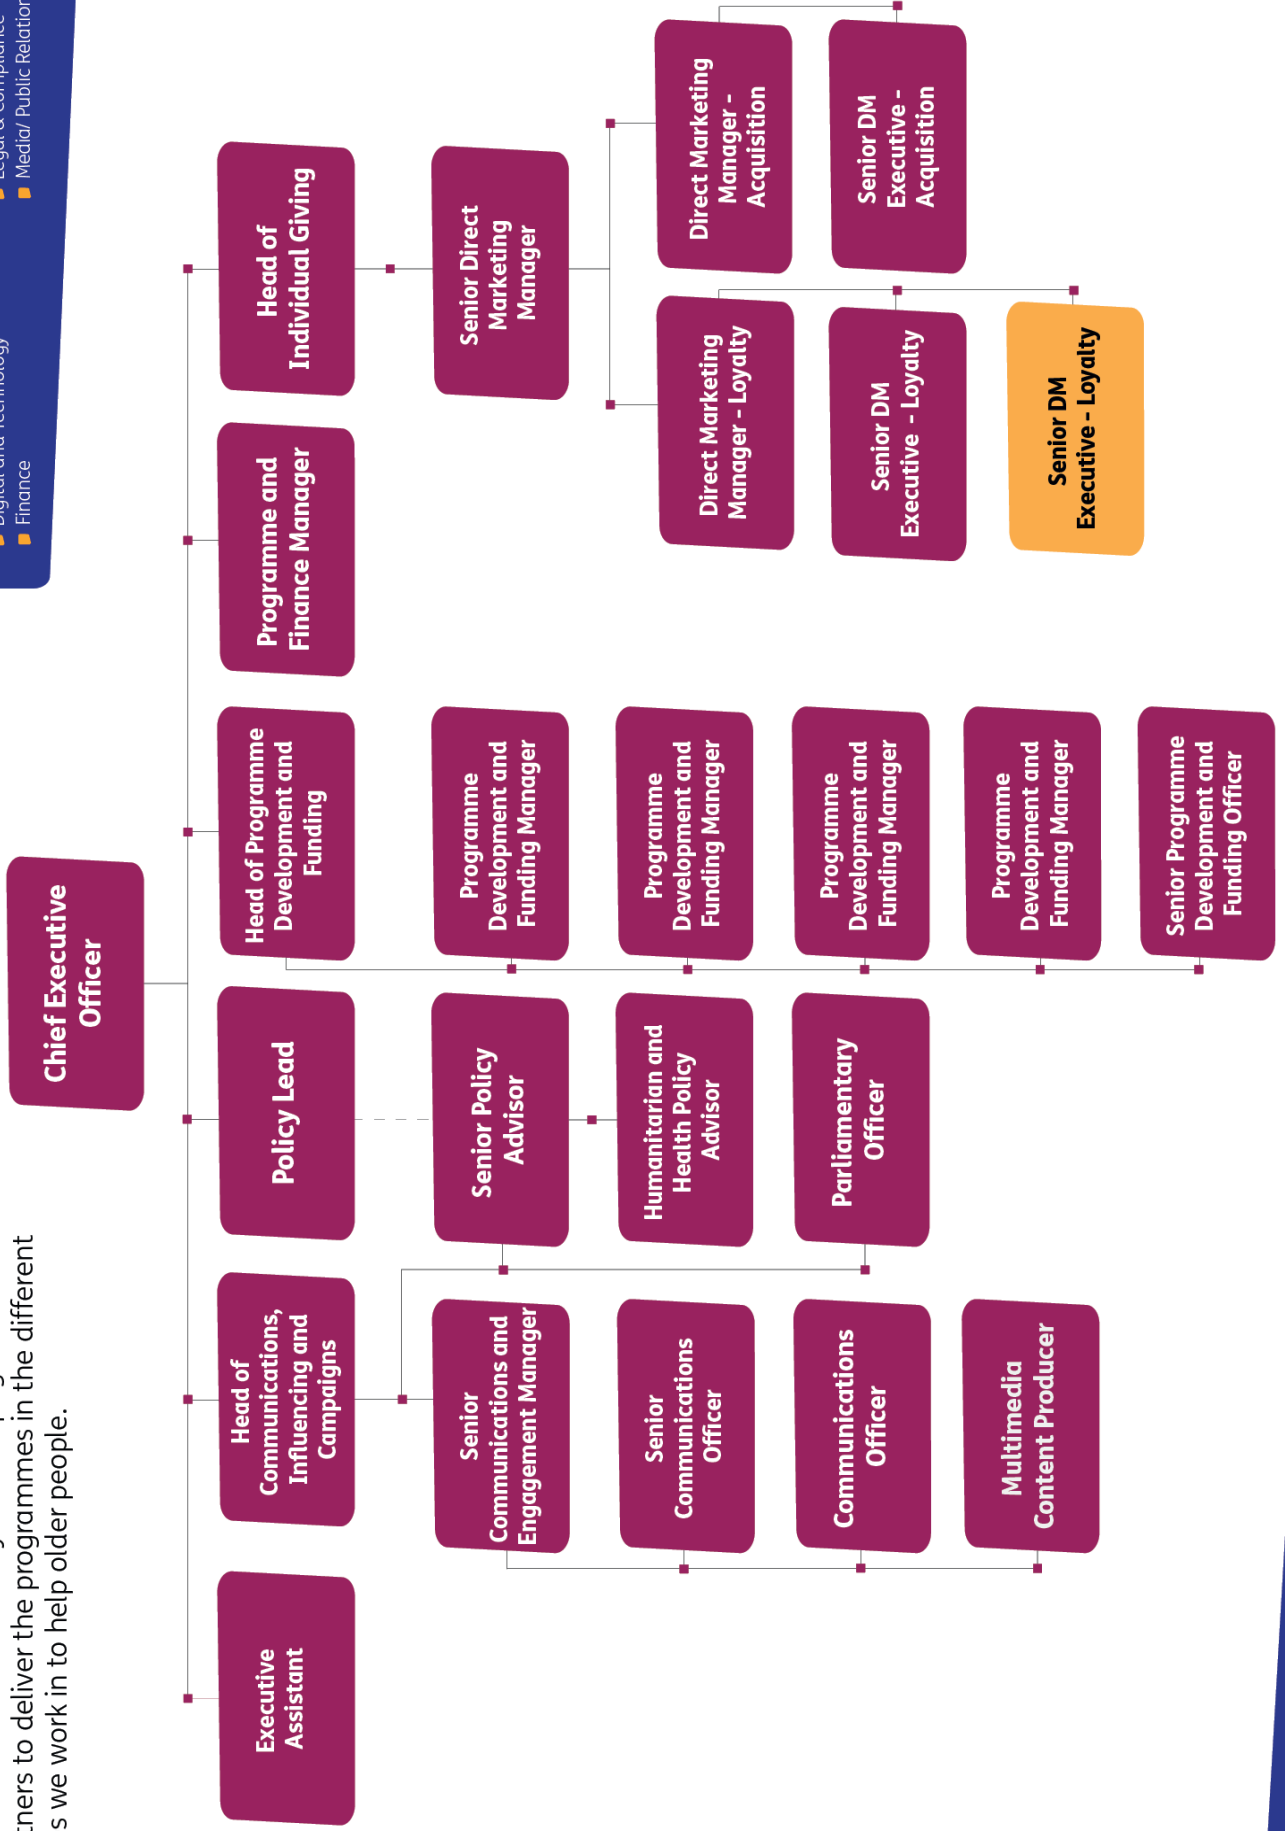 tners to deliver the programmes in the different
s we work in to help older people.
Finance
Media/ Public Relation
Chief Executive
Officer
Executive
Assistant
Head of
Communications,
Influencing and
Campaigns
Policy Lead
Head of Programme
Development and
Funding
Programme and
Finance Manager
Head of
Individual Giving
Senior
Communications and
Engagement Manager
Senior Policy
Advisor
Programme
Development and
Funding Manager
Senior Direct
Marketing
Manager
Senior
Communications
Officer
Humanitarian and
Health Policy
Advisor
Programme
Development and
Funding Manager
Direct Marketing
Manager - Loyalty
Direct Marketing
Manager -
Acquisition
Communications
Officer
Parliamentary
Officer
Programme
Development and
Funding Manager
Senior DM
Executive - Loyalty
Senior DM
Executive -
Acquisition
Multimedia
Content Producer
Programme
Development and
Funding Manager
Senior DM
Executive - Loyalty
Senior Programme
Development and
Funding Officer